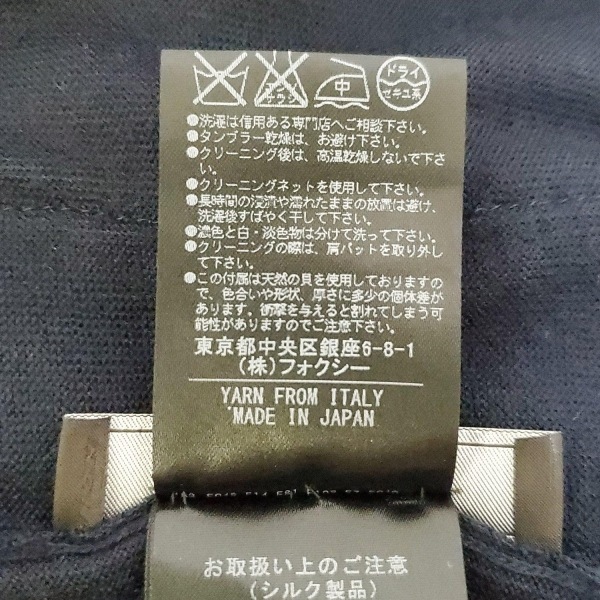 エンソ
サラシ
中
ドライ
セキユ系
●洗濯は信用ある専門店へご相談下さい。
●タンブラー乾燥は、お避け下さい。
●クリーニング後は、高温乾燥しないで下さ
い。
●クリーニングネットを使用して下さい。
●長時間の浸漬や濡れたままの放置は避け、
洗濯後すばやく干して下さい。
●濃色と白・淡色物は分けて洗って下さい。
●クリーニングの際は、肩パットを取り外し
て下さい。
●この付属は天然の貝を使用しておりますの
で、色合いや形状、厚さに多少の個体差が
あります。衝撃を与えると割れてしまう可
能性がありますのでご注意下さい。
東京都中央区銀座6-8-1
(株)フォクシー
YARN FROM ITALY
MADE IN JAPAN
お取扱い上のご注意
(シルク製品)